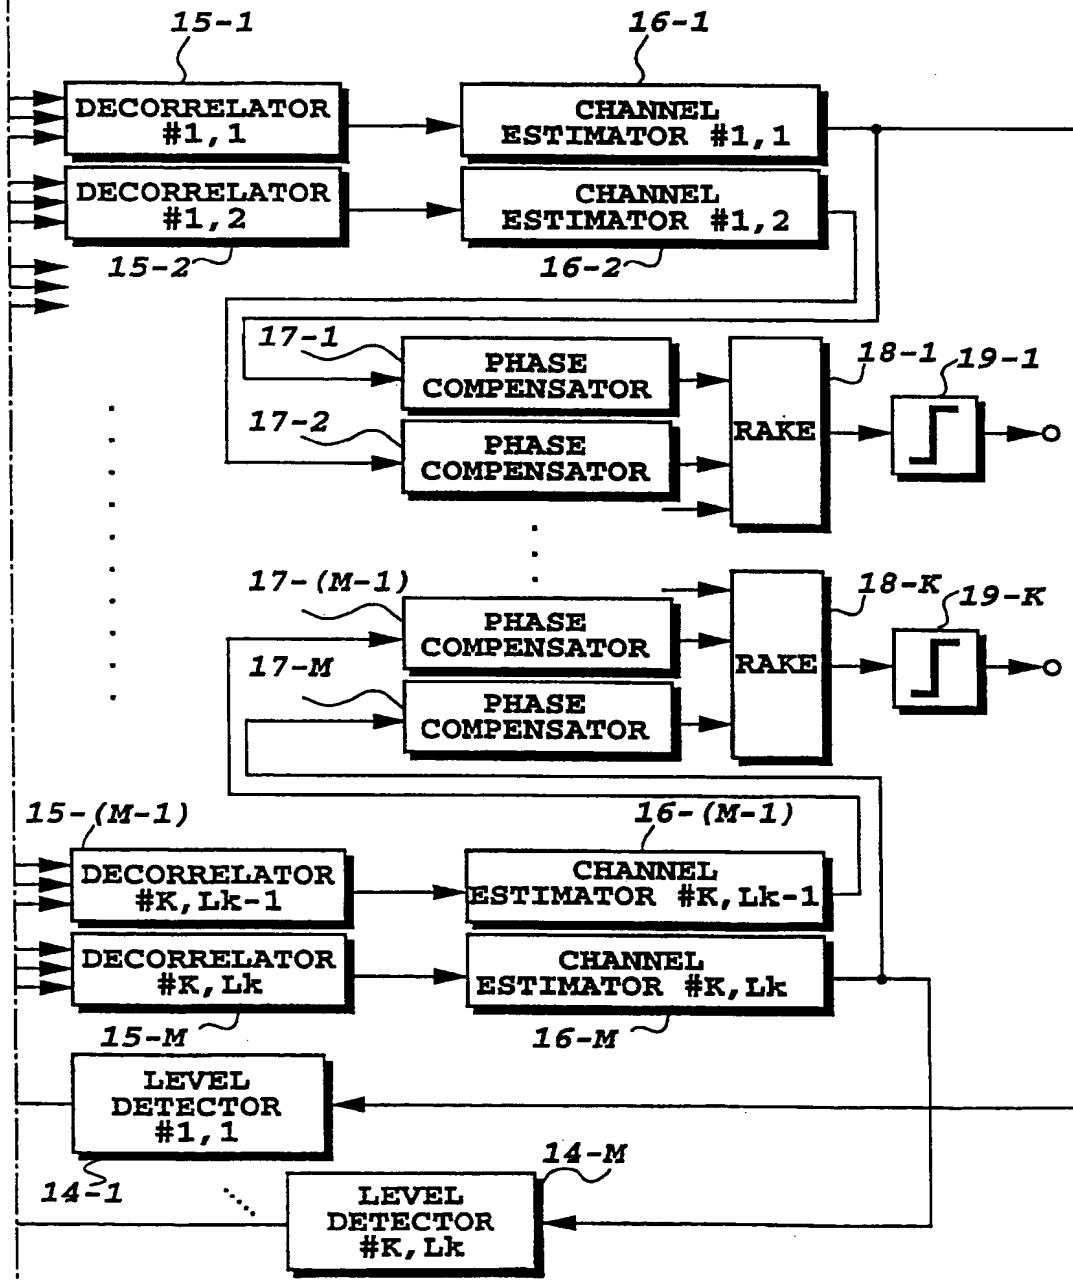 15-1
16-1
DECORRELATOR
#1,1
CHANNEL
ESTIMATOR #1,1
DECORRELATOR
#1,2
CHANNEL
ESTIMATOR #1,2
15-2
16-2
17-1
PHASE
COMPENSATOR
18-1
19-1
17-2
PHASE
COMPENSATOR
RAKE
17-(M-1)
PHASE
COMPENSATOR
18-K
19-K
17-M
PHASE
COMPENSATOR
RAKE
15-(M-1)
16-(M-1)
DECORRELATOR
#K,Lk-1
CHANNEL
ESTIMATOR #K,Lk-1
DECORRELATOR
#K,Lk
CHANNEL
ESTIMATOR #K,Lk
15-M
16-M
LEVEL
DETECTOR
#1,1
14-1
14-M
LEVEL
DETECTOR
#K,Lk